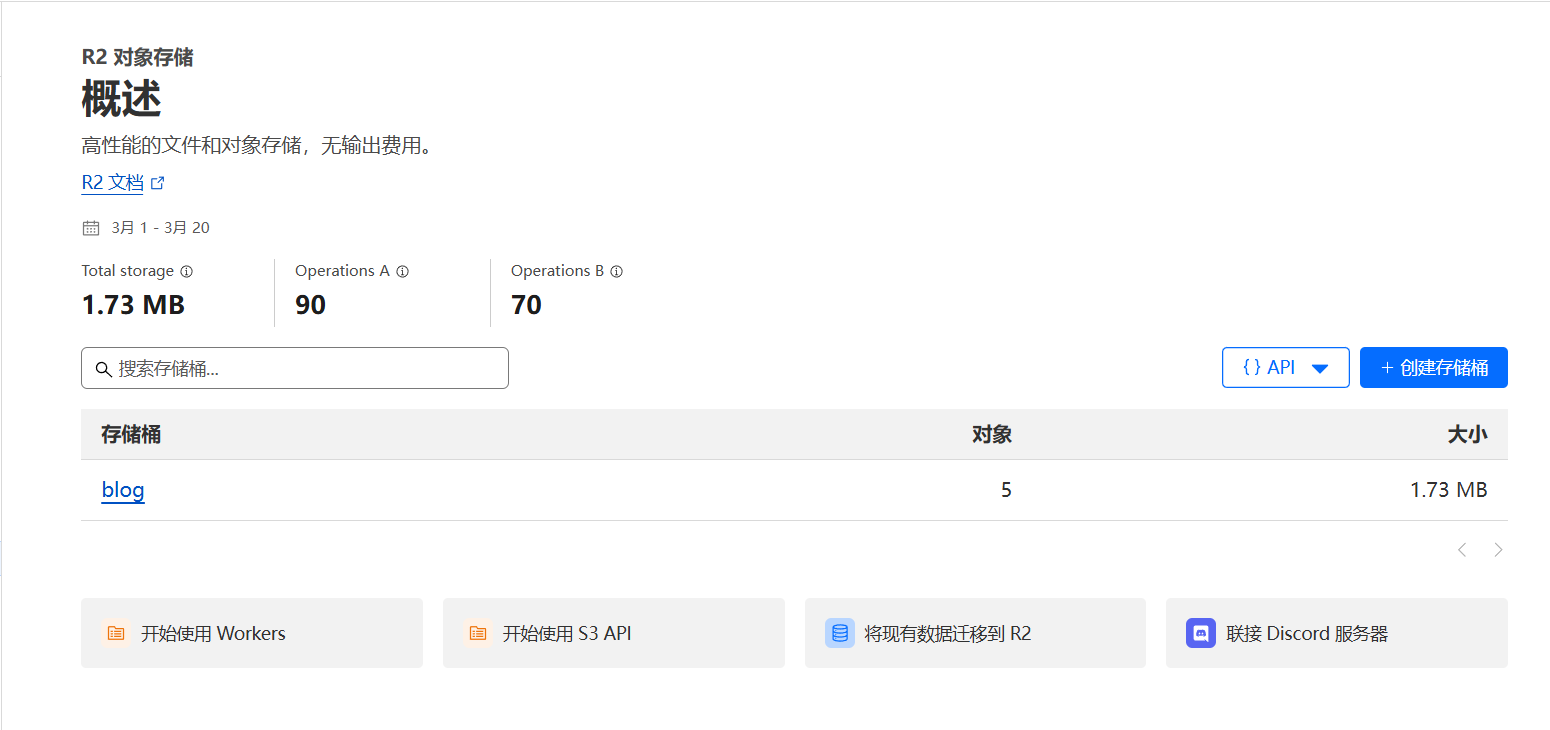 R2 对象存储
概述
高性能的文件和对象存储，无输出费用。
R2 文档
3月 1 - 3月 20
Total storage Operations A Operations B
1.73 MB 90 70
搜索存储桶... {} API + 创建存储桶
存储桶 对象 大小
blog 5 1.73 MB
开始使用 Workers 开始使用 S3 API 将现有数据迁移到 R2 联接 Discord 服务器